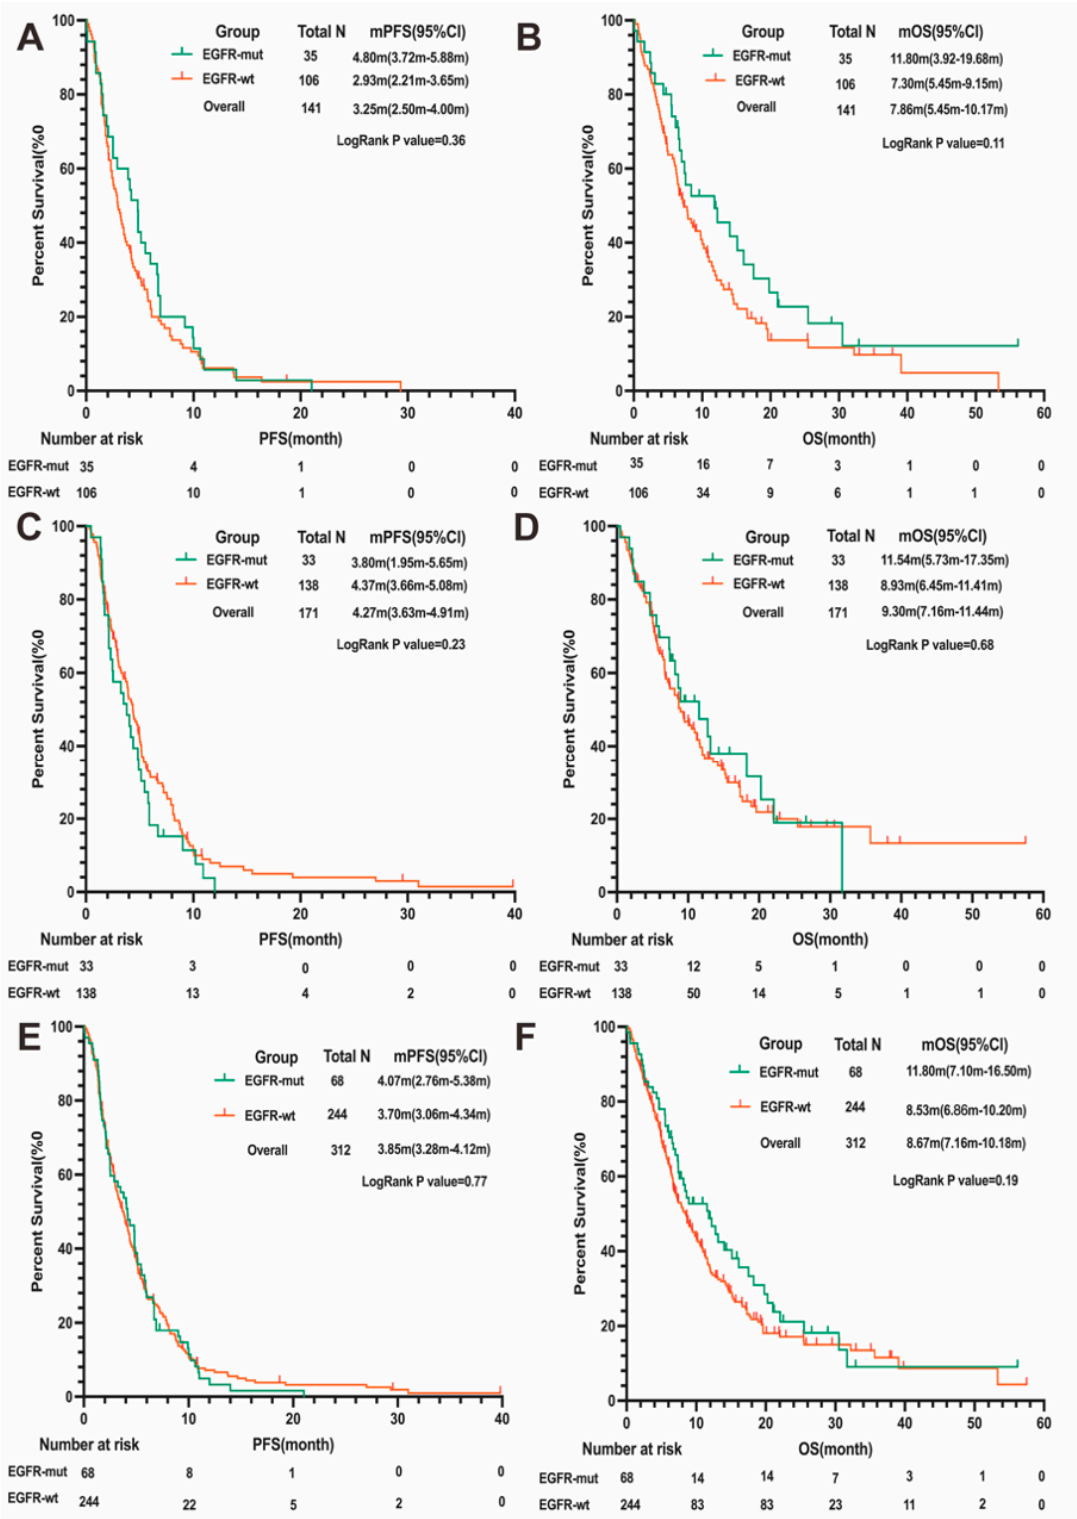 A
Group Total N mPFS(95%CI)
EGFR-mut 35 4.80m(3.72m-5.88m)
EGFR-wt 106 2.93m(2.21m-3.65m)
Overall 141 3.25m(2.50m-4.00m)
LogRank P value=0.36
Percent Survival(%0
100
80
60
40
20
0
0 10 20 30 40
Number at risk PFS(month)
EGFR-mut 35 4 1 0 0
EGFR-wt 106 10 1 0 0
B
Group Total N mOS(95%CI)
EGFR-mut 35 11.80m(3.92-19.68m)
EGFR-wt 106 7.30m(5.45m-9.15m)
Overall 141 7.86m(5.45m-10.17m)
LogRank P value=0.11
Percent Survival(%0
100
80
60
40
20
0
0 10 20 30 40 50 60
Number at risk OS(month)
EGFR-mut 35 16 7 3 1 0 0
EGFR-wt 106 34 9 6 1 1 0
C
Group Total N mPFS(95%CI)
EGFR-mut 33 3.80m(1.95m-5.65m)
EGFR-wt 138 4.37m(3.66m-5.08m)
Overall 171 4.27m(3.63m-4.91m)
LogRank P value=0.23
Percent Survival(%0
100
80
60
40
20
0
0 10 20 30 40
Number at risk PFS(month)
EGFR-mut 33 3 0 0 0
EGFR-wt 138 13 4 2 0
D
Group Total N mOS(95%CI)
EGFR-mut 33 11.54m(5.73m-17.35m)
EGFR-wt 138 8.93m(6.45m-11.41m)
Overall 171 9.30m(7.16m-11.44m)
LogRank P value=0.68
Percent Survival(%0
100
80
60
40
20
0
0 10 20 30 40 50 60
Number at risk OS(month)
EGFR-mut 33 12 5 1 0 0 0
EGFR-wt 138 50 14 5 1 1 0
E
Group Total N mPFS(95%CI)
EGFR-mut 68 4.07m(2.76m-5.38m)
EGFR-wt 244 3.70m(3.06m-4.34m)
Overall 312 3.85m(3.28m-4.12m)
LogRank P value=0.77
Percent Survival(%0
100
80
60
40
20
0
0 10 20 30 40
Number at risk PFS(month)
EGFR-mut 68 8 1 0 0
EGFR-wt 244 22 5 2 0
F
Group Total N mOS(95%CI)
EGFR-mut 68 11.80m(7.10m-16.50m)
EGFR-wt 244 8.53m(6.86m-10.20m)
Overall 312 8.67m(7.16m-10.18m)
LogRank P value=0.19
Percent Survival(%0
100
80
60
40
20
0
0 10 20 30 40 50 60
Number at risk OS(month)
EGFR-mut 68 14 14 7 3 1 0
EGFR-wt 244 83 83 23 11 2 0